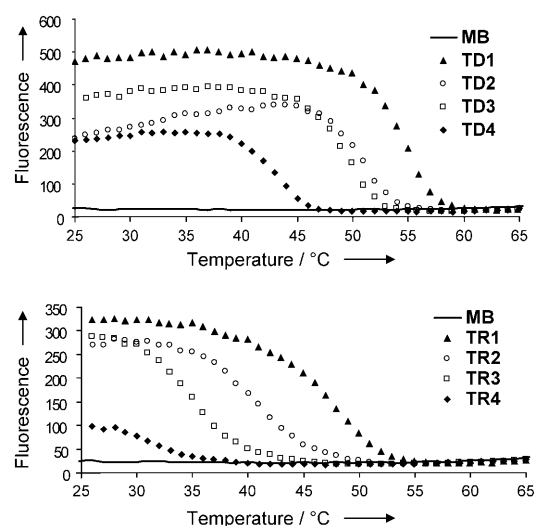 600
500
400
300
200
100
0
Fluorescence
25 30 35 40 45 50 55 60 65
Temperature / °C
MB
TD1
TD2
TD3
TD4
350
300
250
200
150
100
50
0
Fluorescence
25 30 35 40 45 50 55 60 65
Temperature / °C
MB
TR1
TR2
TR3
TR4